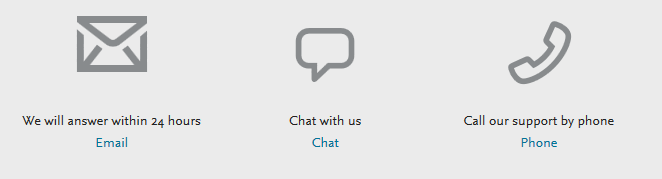 We will answer within 24 hours
Email
Chat with us
Chat
Call our support by phone
Phone